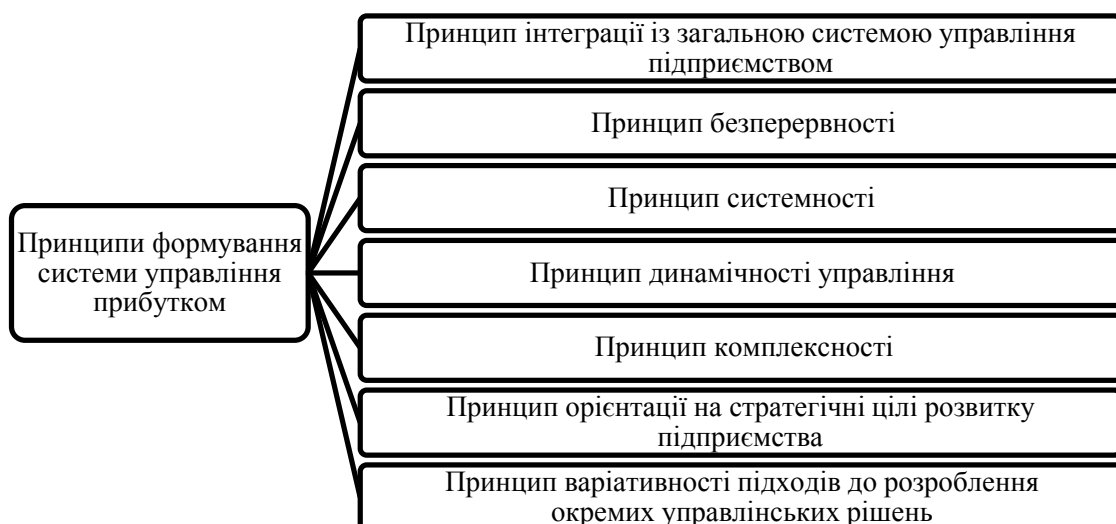 Принцип інтеграції із загальною системою управління
підприємством
Принцип безперервності
Принцип системності
Принципи формування
системи управління
прибутком
Принцип динамічності управління
Принцип комплексності
Принцип орієнтації на стратегічні цілі розвитку
підприємства
Принцип варіативності підходів до розроблення
окремих управлінських рішень